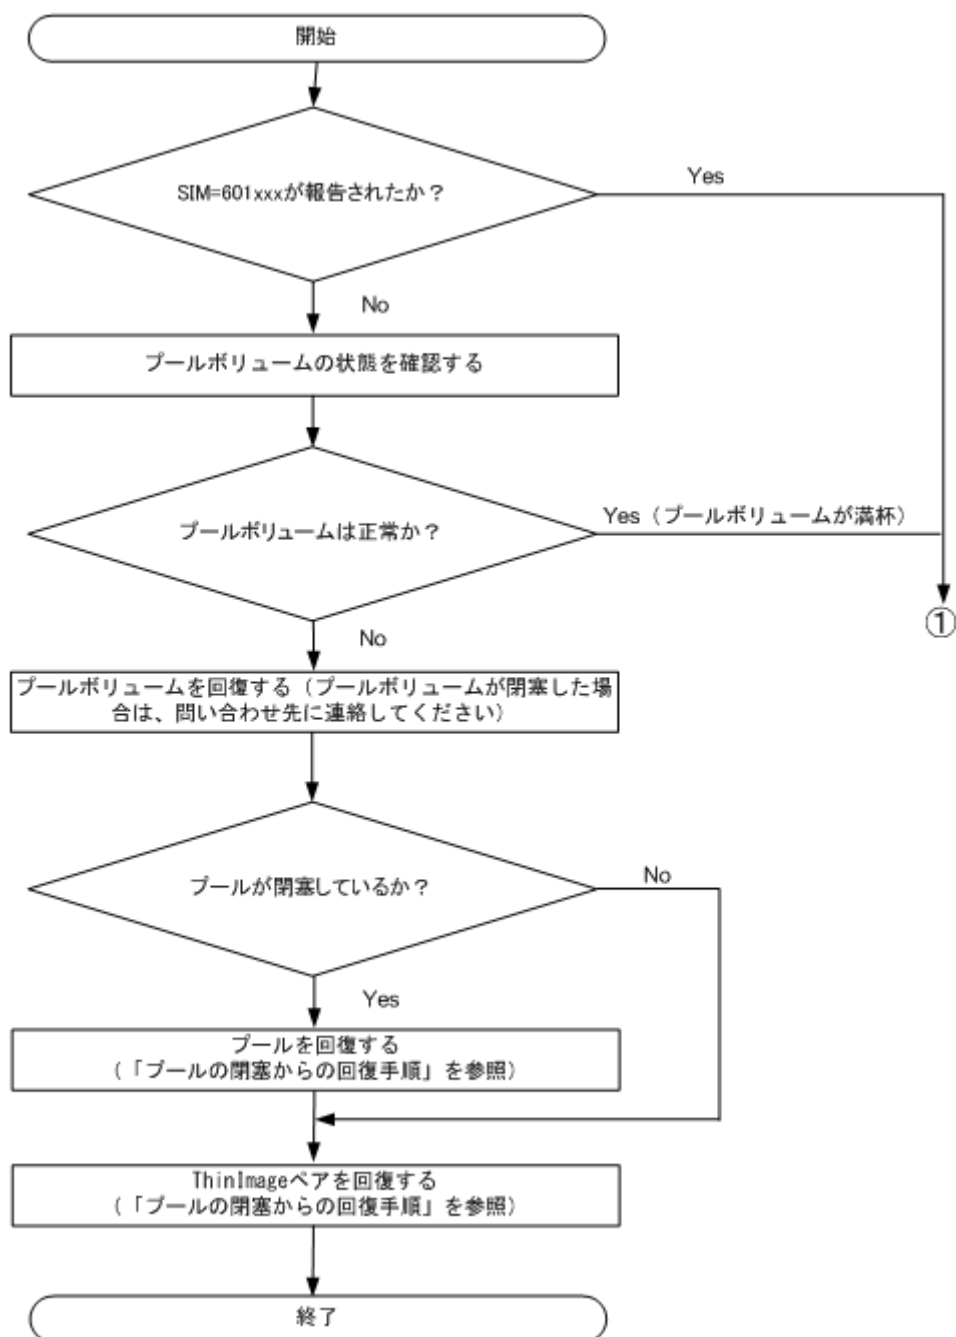 開始
SIM=601xxxが報告されたか？
Yes
No
プールボリュームの状態を確認する
プールボリュームは正常か？
Yes（プールボリュームが満杯）
①
No
プールボリュームを回復する（プールボリュームが閉塞した場
合は、問い合わせ先に連絡してください）
プールが閉塞しているか？
No
Yes
プールを回復する
（「プールの閉塞からの回復手順」を参照）
ThinImageペアを回復する
（「プールの閉塞からの回復手順」を参照）
終了